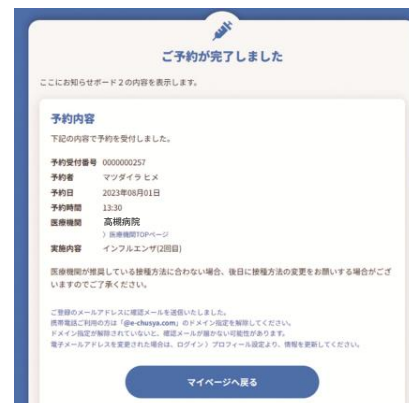 ご予約が完了しました
ここにお知らせボード2の内容を表示します。
予約内容
下記の内容で予約を受付しました。
予約受付番号 0000000257
予約者 マツダイラ ヒメ
予約日 2023年08月01日
予約時間 13:30
医療機関 高槻病院
〉医療機関TOPページ
実施内容 インフルエンザ(2回目)
医療機関が推奨している接種方法に合わない場合、後日に接種方法の変更をお願いする場合がござ
いますのでご了承ください。
ご登録のメールアドレスに確認メールを送信いたしました。
携帯電話ご利用の方は「@e-chusya.com」のドメイン指定を解除してください。
ドメイン指定が解除されていないと、確認メールが届かない可能性があります。
電子メールアドレスを変更された場合は、ログイン 〉プロフィール設定より、情報を更新してください。
マイページへ戻る